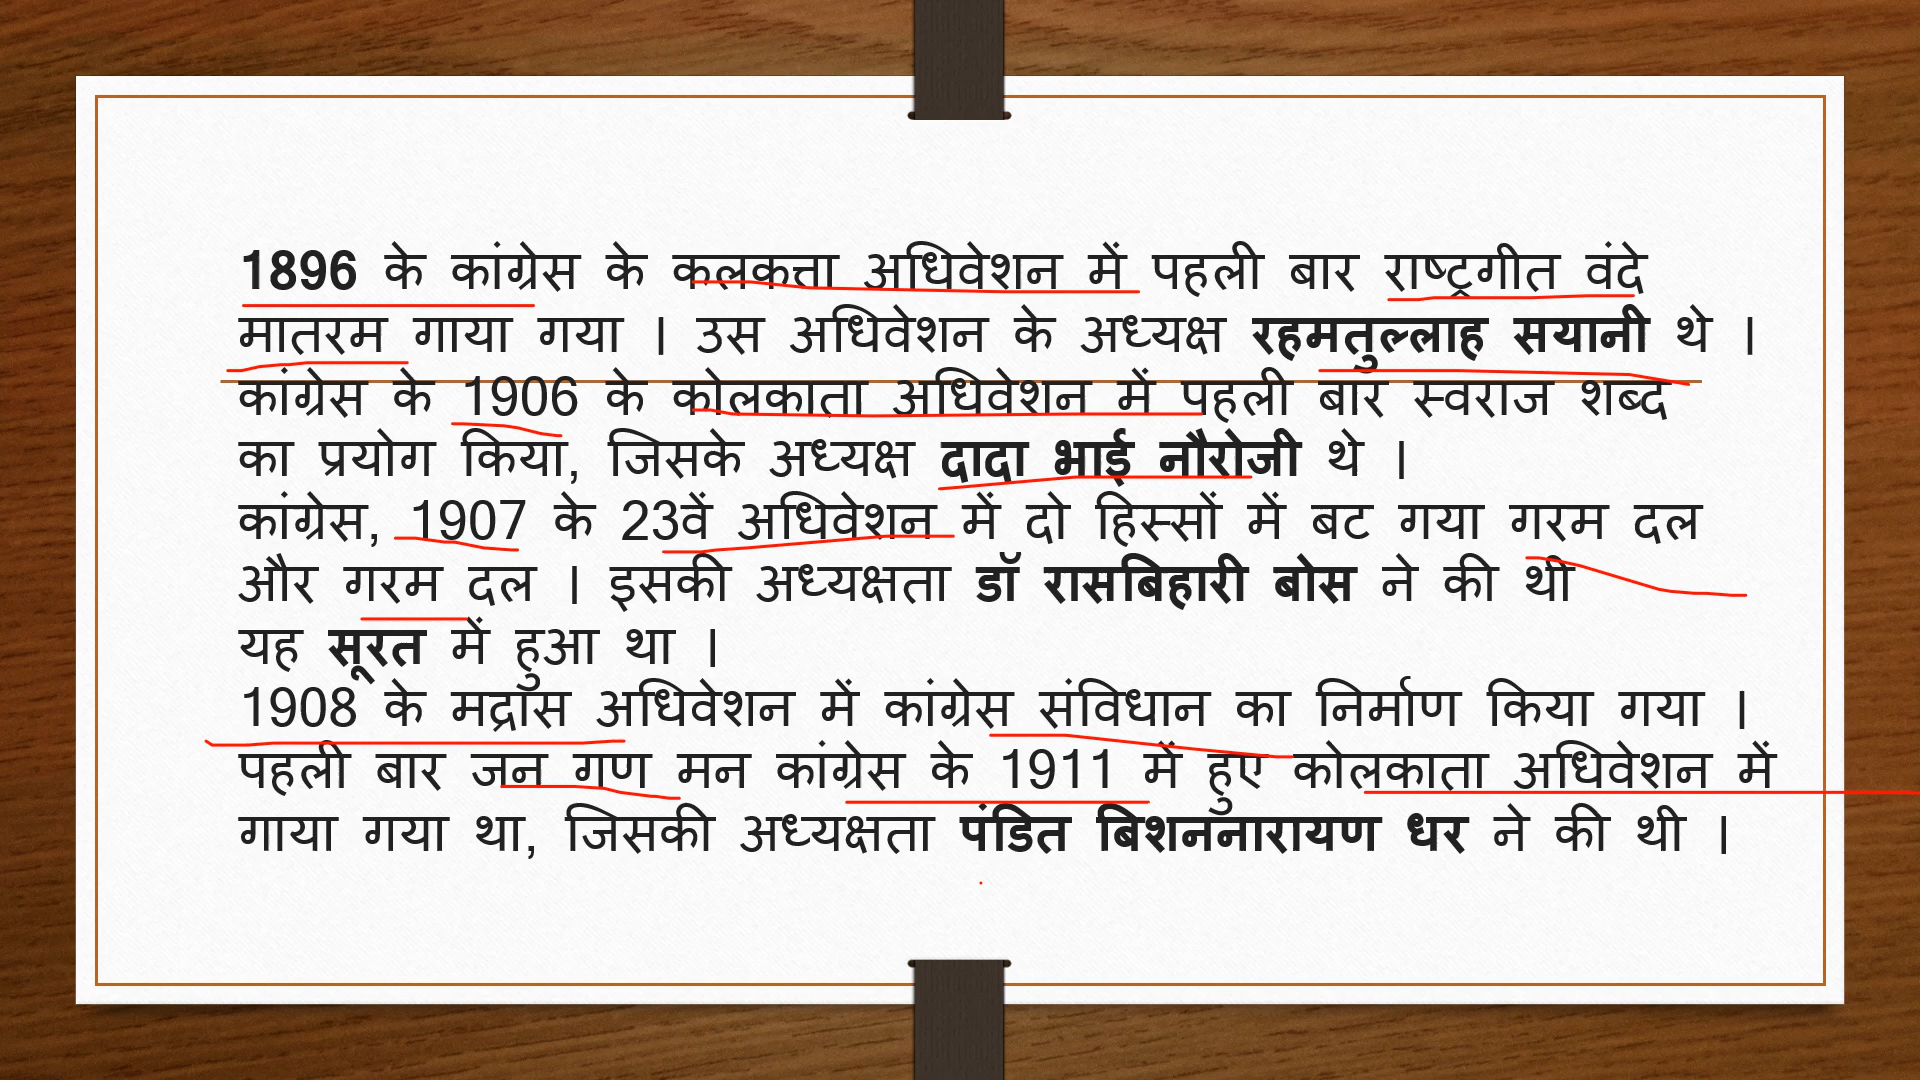 1896 के कांग्रेस के कलकत्ता अधिवेशन में पहली बार राष्ट्रगीत वंदे
मातरम गाया गया । उस अधिवेशन के अध्यक्ष रहमतुल्लाह सयानी थे ।
कांग्रेस के 1906 के कोलकाता अधिवेशन में पहली बार स्वराज शब्द
का प्रयोग किया, जिसके अध्यक्ष दादा भाई नौरोजी थे ।
कांग्रेस, 1907 के 23वें अधिवेशन में दो हिस्सों में बट गया गरम दल
और गरम दल । इसकी अध्यक्षता डॉ रासबिहारी बोस ने की थी
यह सूरत में हुआ था ।
1908 के मद्रास अधिवेशन में कांग्रेस संविधान का निर्माण किया गया ।
पहली बार जन गण मन कांग्रेस के 1911 में हुए कोलकाता अधिवेशन में
गाया गया था, जिसकी अध्यक्षता पंडित बिशननारायण धर ने की थी ।